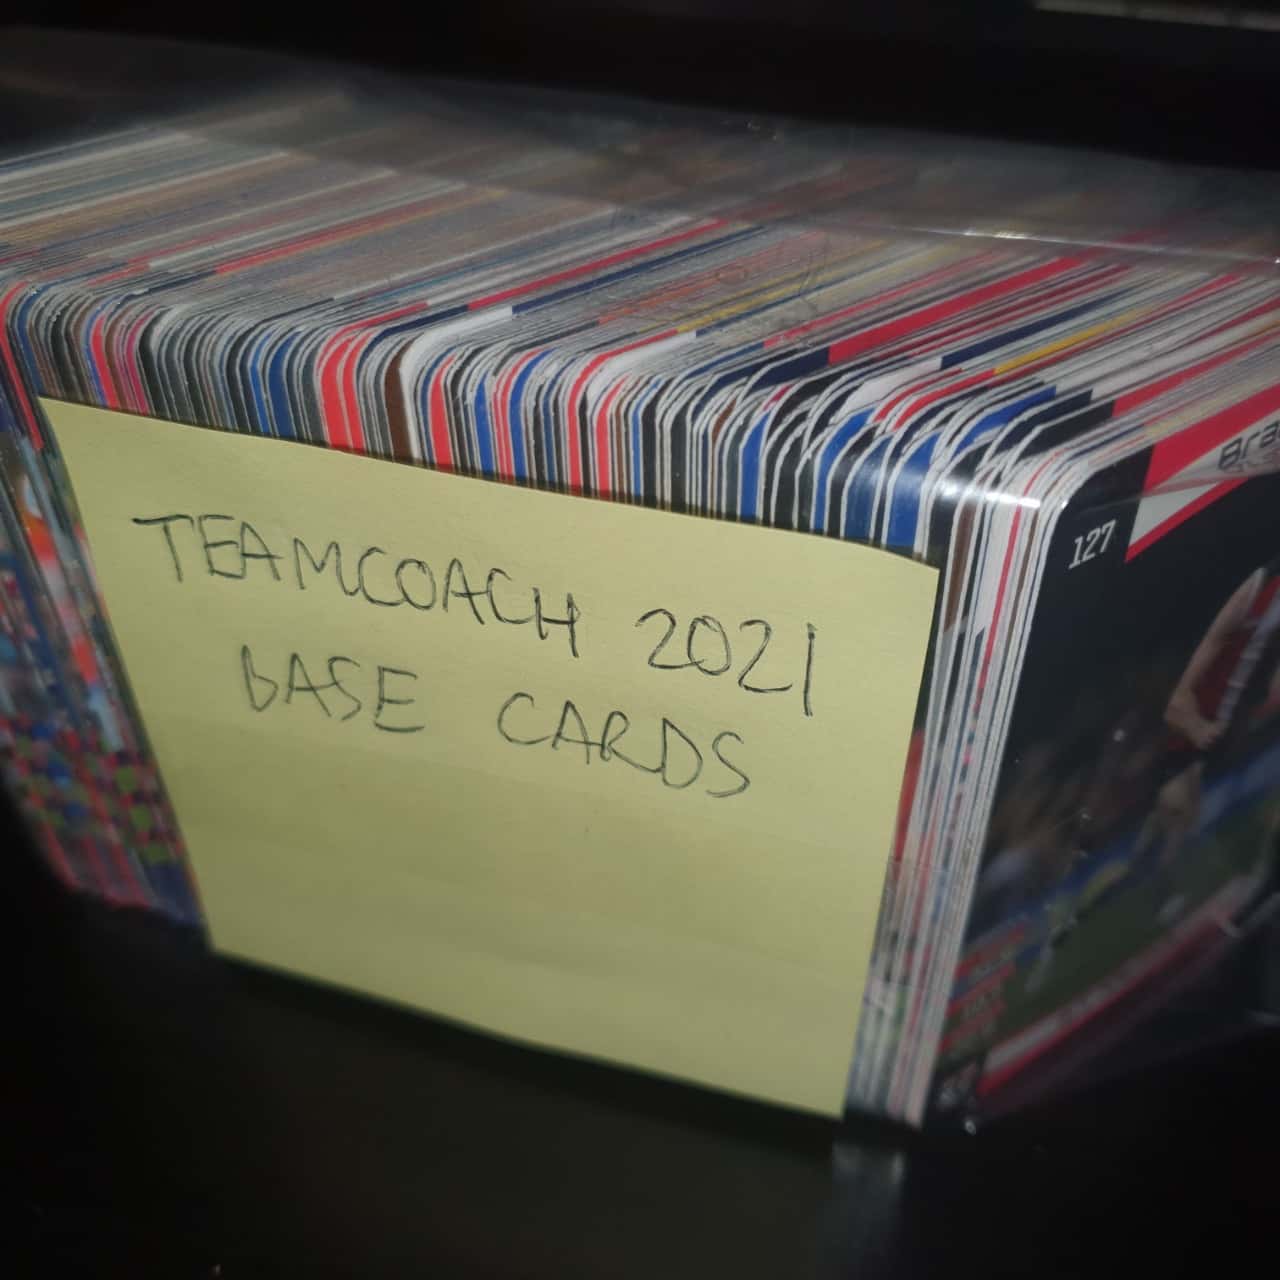 TEAMCOACH 2021
BASE CARDS
127